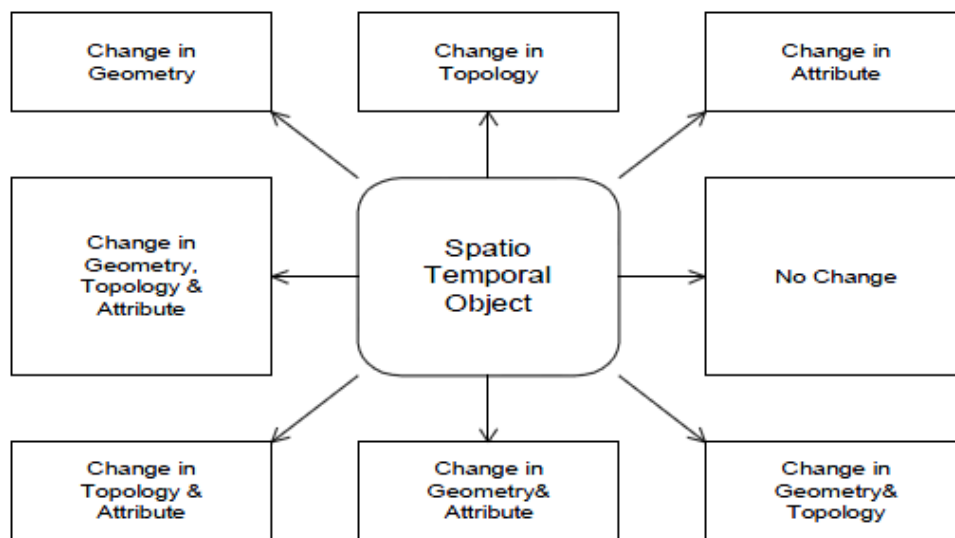 Change in
Geometry
Change in
Topology
Change in
Attribute
Change in
Geometry,
Topology &
Attribute
Spatio
Temporal
Object
No Change
Change in
Topology &
Attribute
Change in
Geometry&
Attribute
Change in
Geometry&
Topology